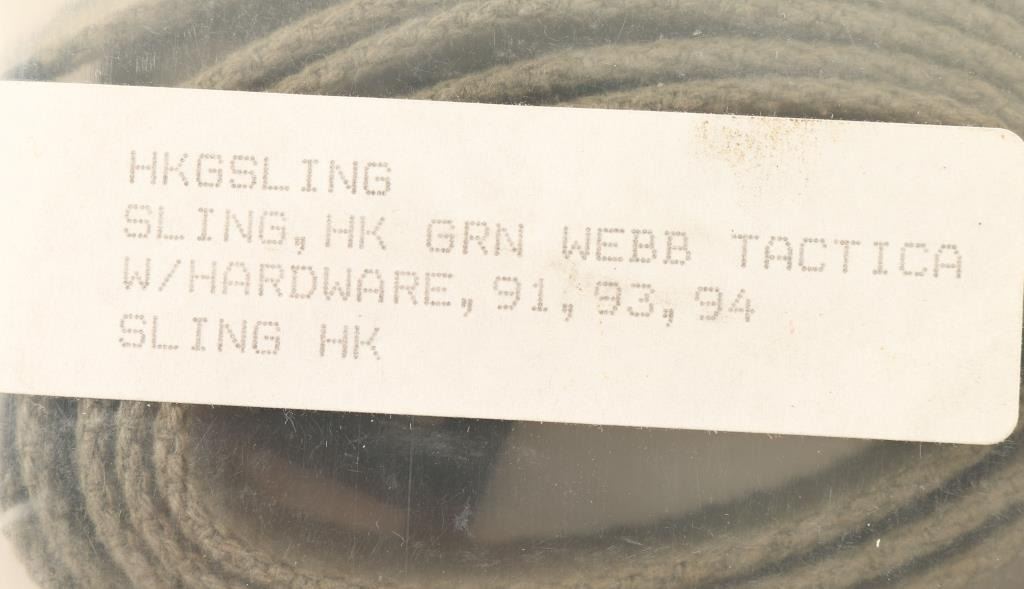 HKGSLING
SLING, HK GRN WEBB TACTICA
W/HARDWARE, 91, 93, 94
SLING HK